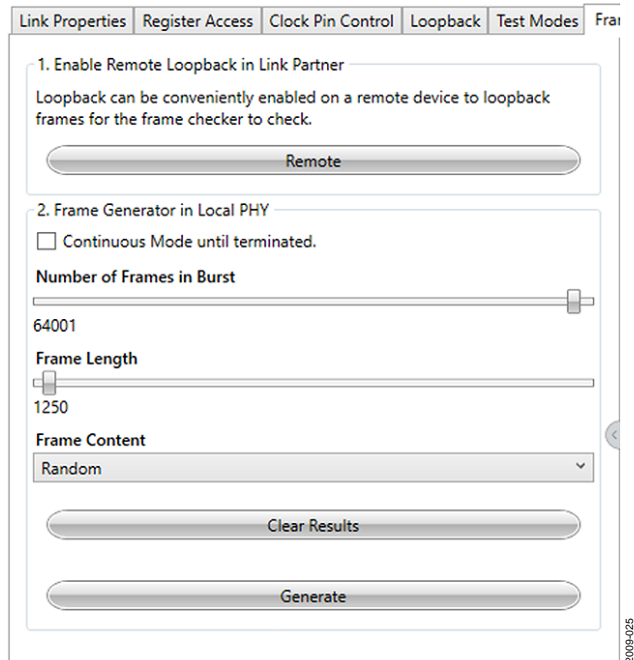 Link Properties Register Access Clock Pin Control Loopback Test Modes Fra
1. Enable Remote Loopback in Link Partner
Loopback can be conveniently enabled on a remote device to loopback
frames for the frame checker to check.
Remote
2. Frame Generator in Local PHY
Continuous Mode until terminated.
Number of Frames in Burst
64001
Frame Length
1250
Frame Content
Random
Clear Results
Generate
2009-025